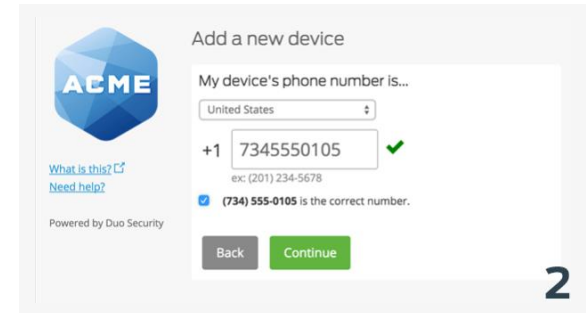 Add a new device
ACME
My device's phone number is...
United States
+1 7345550105
ex: (201) 234-5678
(734) 555-0105 is the correct number.
What is this?
Need help?
Powered by Duo Security
Back Continue
2